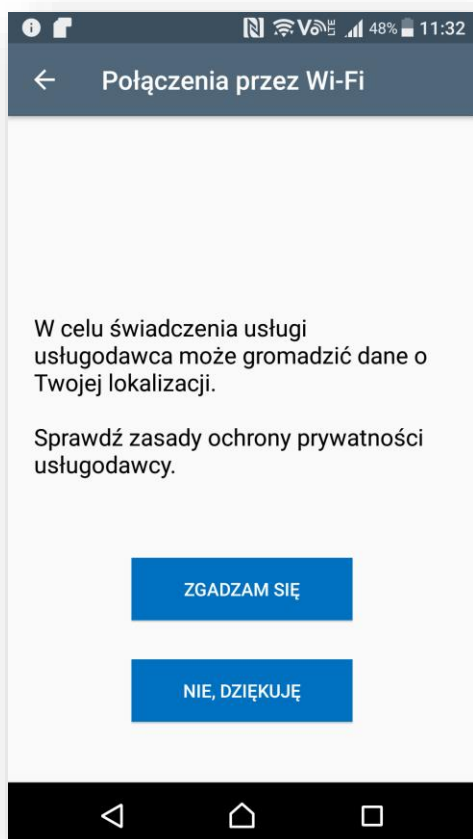 VoLTE 48% 11:32
Połączenia przez Wi-Fi
W celu świadczenia usługi
usługodawca może gromadzić dane o
Twojej lokalizacji.
Sprawdź zasady ochrony prywatności
usługodawcy.
ZGADZAM SIĘ
NIE, DZIĘKUJĘ